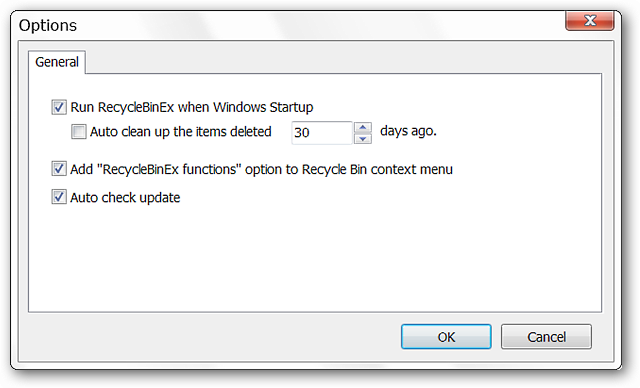 Options
General
Run RecycleBinEx when Windows Startup
Auto clean up the items deleted 30 days ago.
Add "RecycleBinEx functions" option to Recycle Bin context menu
Auto check update
OK Cancel